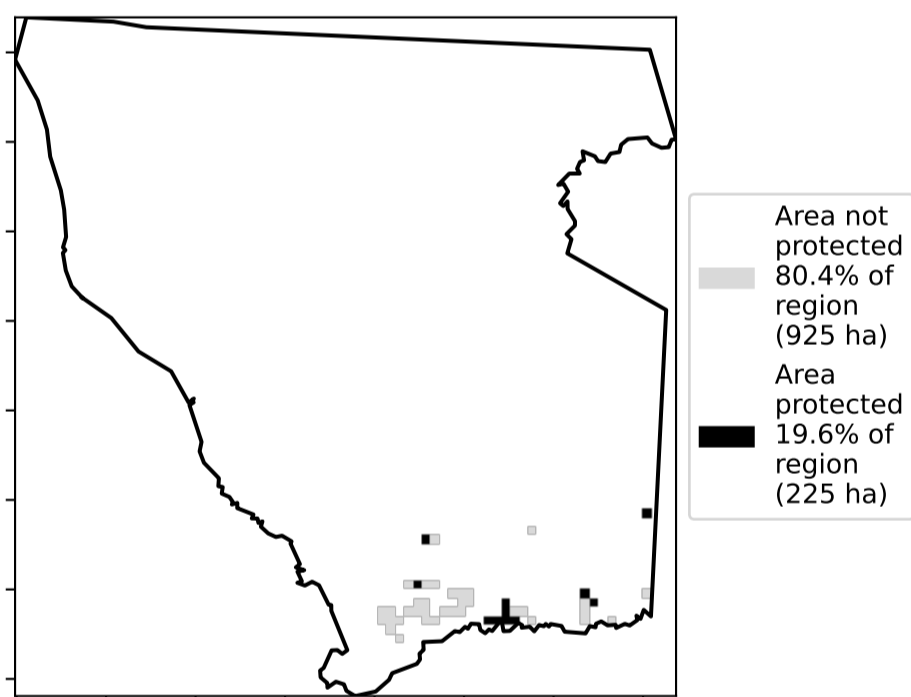 Area not
protected
80.4% of
region
(925 ha)
Area
protected
19.6% of
region
(225 ha)